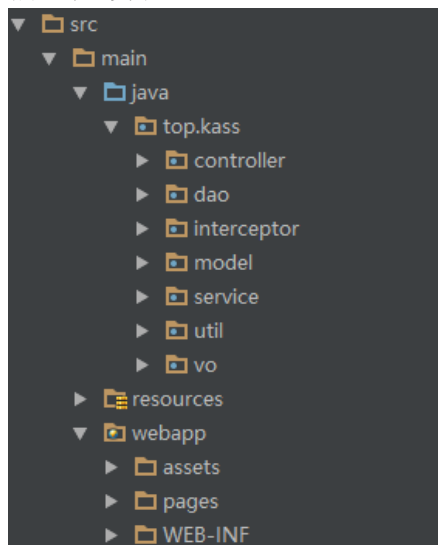 src
main
java
top.kass
controller
dao
interceptor
model
service
util
vo
resources
webapp
assets
pages
WEB-INF